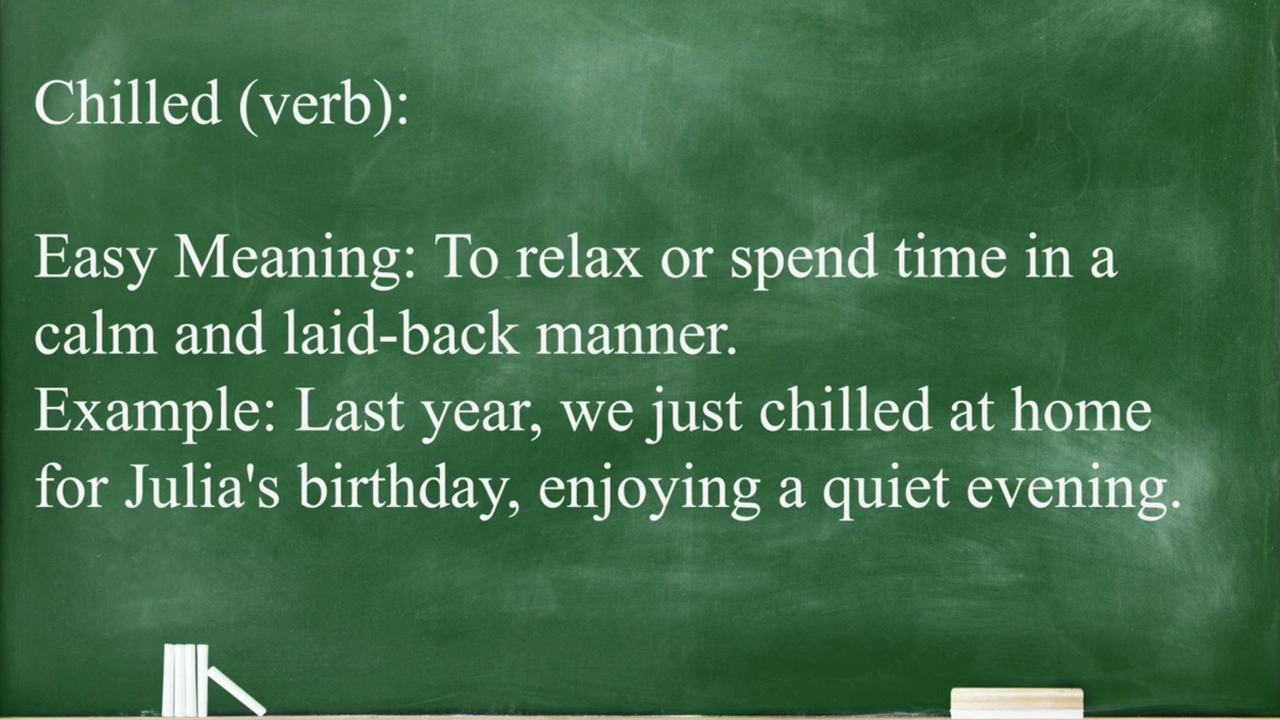 Chilled (verb):
Easy Meaning: To relax or spend time in a
calm and laid-back manner.
Example: Last year, we just chilled at home
for Julia's birthday, enjoying a quiet evening.